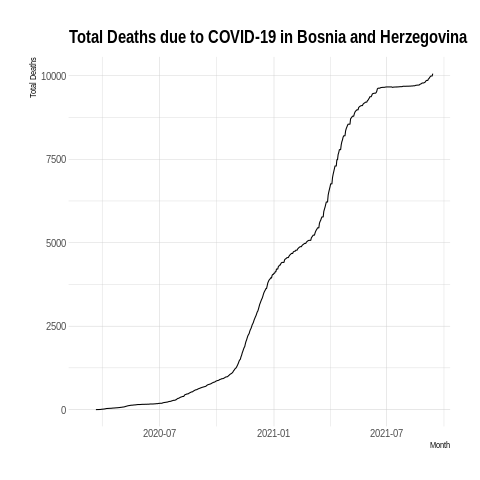 Total Deaths due to COVID-19 in Bosnia and Herzegovina
Total Deaths
10000
7500
5000
2500
0
2020-07 2021-01 2021-07
Month